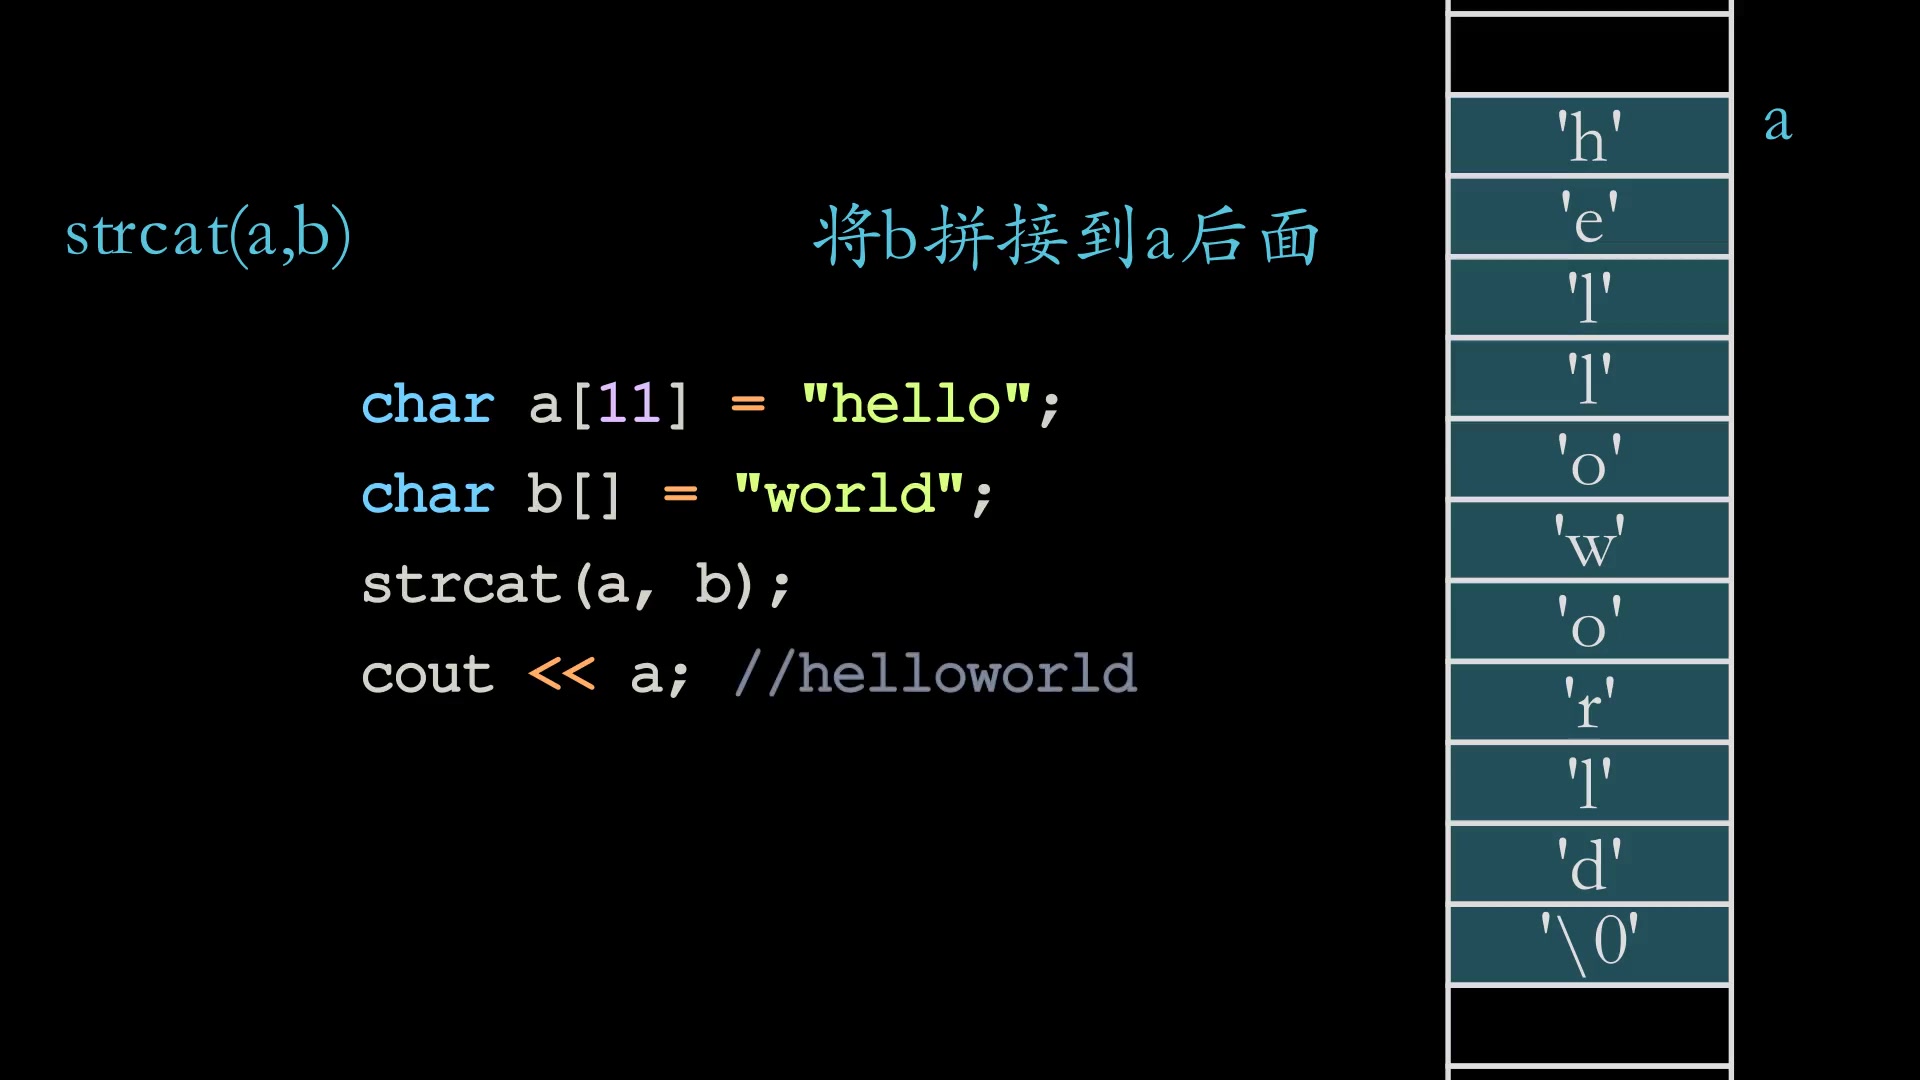 strcat(a,b)
将b拼接到a后面
char a[11] = "hello";
char b[] = "world";
strcat(a, b);
cout << a; //helloworld
a
'h'
'e'
'l'
'l'
'o'
'w'
'o'
'r'
'l'
'd'
'\0'